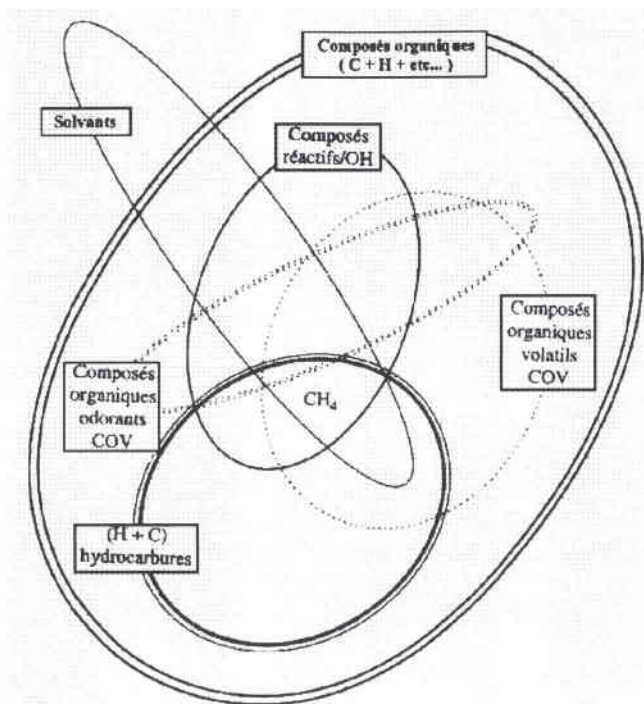 Composés organiques
( C + H + etc... )
Solvants
Composés
réactifs/OH
Composés
organiques
volatils
COV
Composés
organiques
odorants
COV
CH4
(H + C)
hydrocarbures